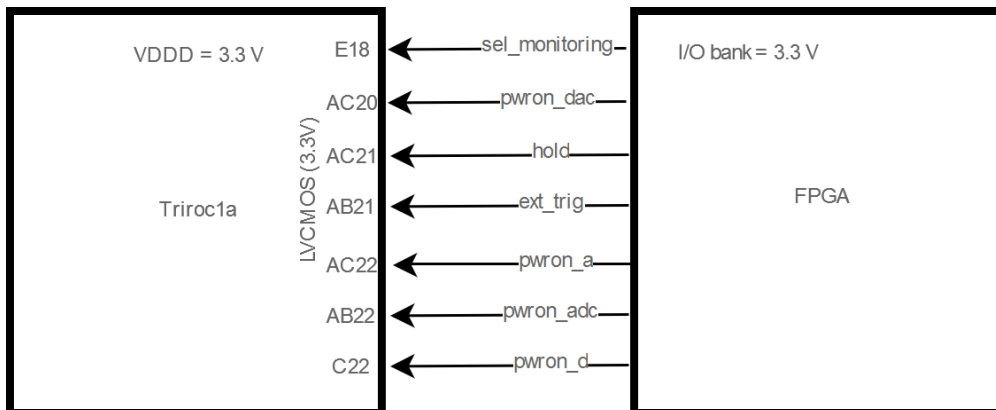 VDDD = 3.3 V
E18
sel_monitoring
I/O bank = 3.3 V
AC20
pwron_dac
AC21
hold
LVCMOS (3.3V)
Triroc1a
AB21
ext_trig
FPGA
AC22
pwron_a
AB22
pwron_adc
C22
pwron_d